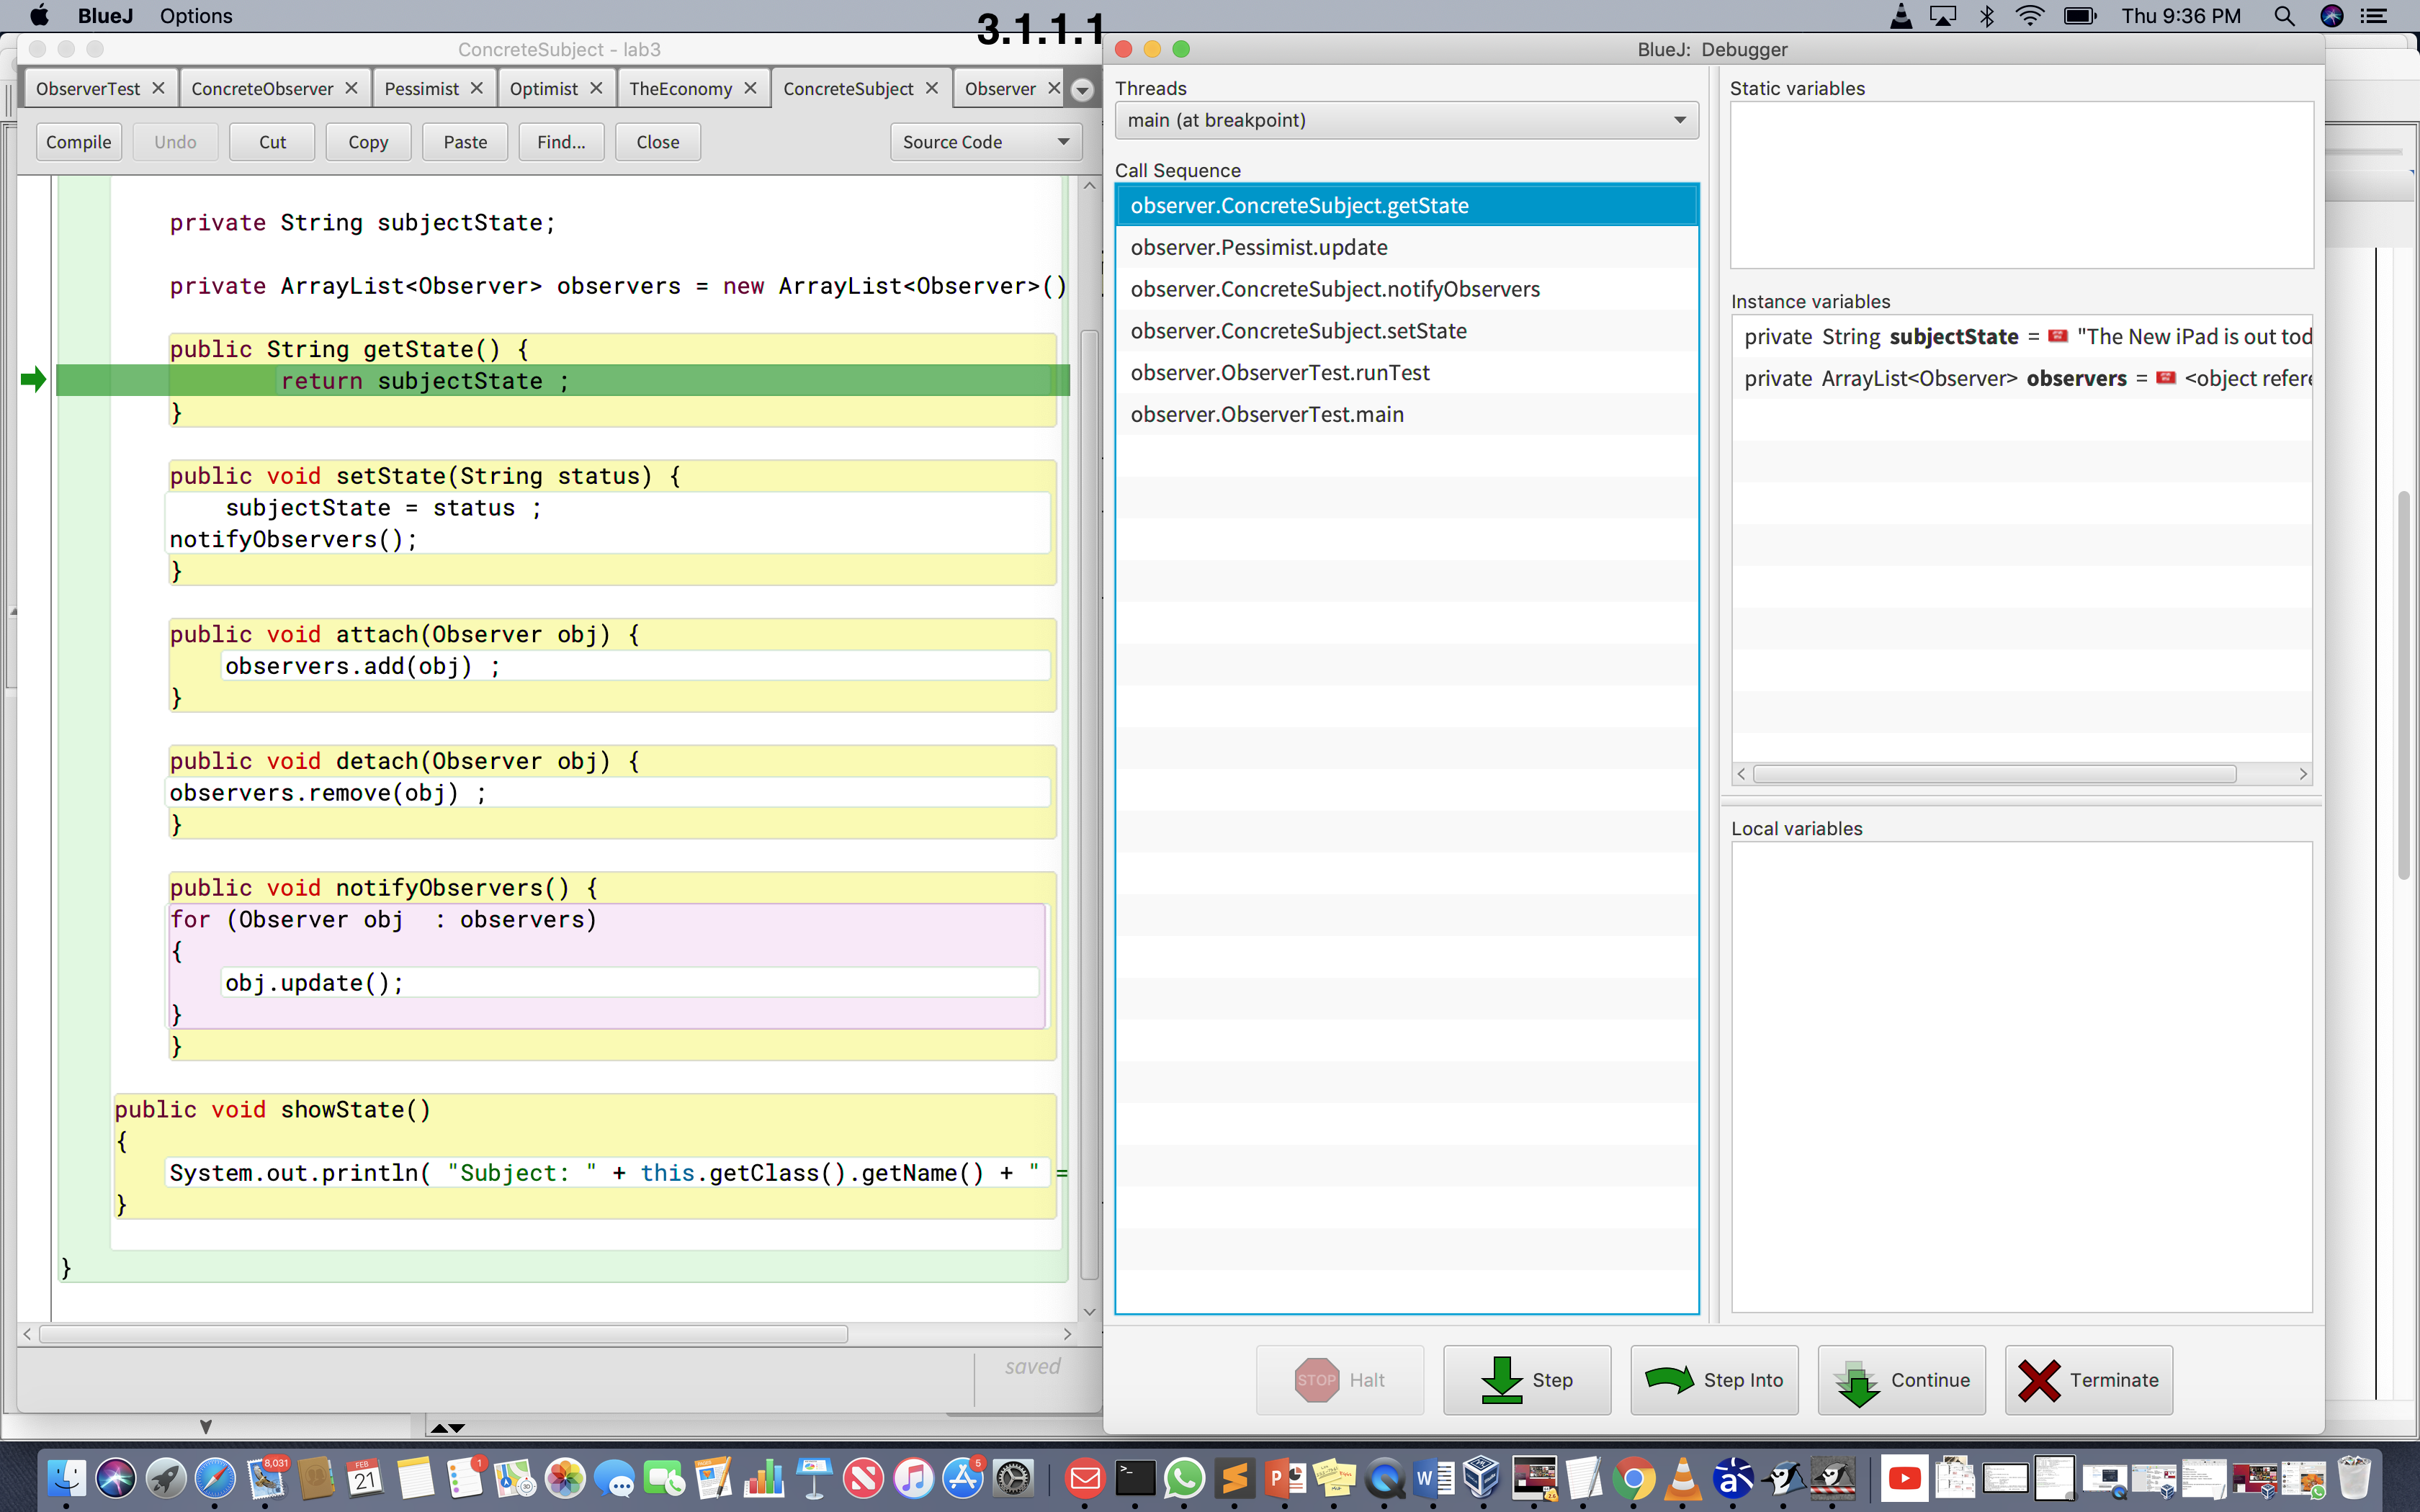 BlueJ Options
3.1.1.1
Thu 9:36 PM
ConcreteSubject - lab3
ObserverTest ConcreteObserver Pessimist Optimist TheEconomy ConcreteSubject Observer
Compile Undo Cut Copy Paste Find... Close Source Code
private String subjectState;
private ArrayList<Observer> observers = new ArrayList<Observer>()
public String getState() {
return subjectState ;
}
public void setState(String status) {
subjectState = status ;
notifyObservers();
}
public void attach(Observer obj) {
observers.add(obj) ;
}
public void detach(Observer obj) {
observers.remove(obj) ;
}
public void notifyObservers() {
for (Observer obj  : observers)
{
obj.update();
}
}
public void showState()
{
System.out.println( "Subject: " + this.getClass().getName() + " =
}
}
saved
BlueJ: Debugger
Threads
main (at breakpoint)
Call Sequence
observer.ConcreteSubject.getState
observer.Pessimist.update
observer.ConcreteSubject.notifyObservers
observer.ConcreteSubject.setState
observer.ObserverTest.runTest
observer.ObserverTest.main
Static variables
Instance variables
private String subjectState = "The New iPad is out tod
private ArrayList<Observer> observers = <object refere
Local variables
STOP Halt Step Step Into Continue Terminate
8,031
FEB
21
1
5